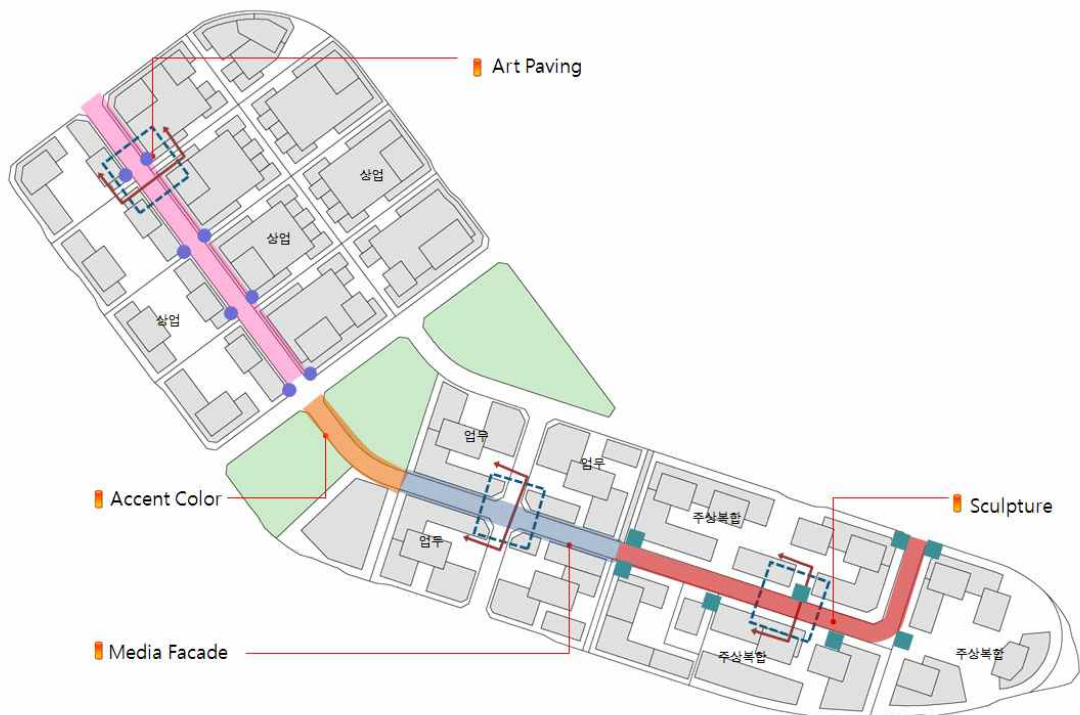 Art Paving
상업
상업
상업
업무
업무
Accent Color
Sculpture
주상복합
업무
Media Facade
주상복합
주상복합